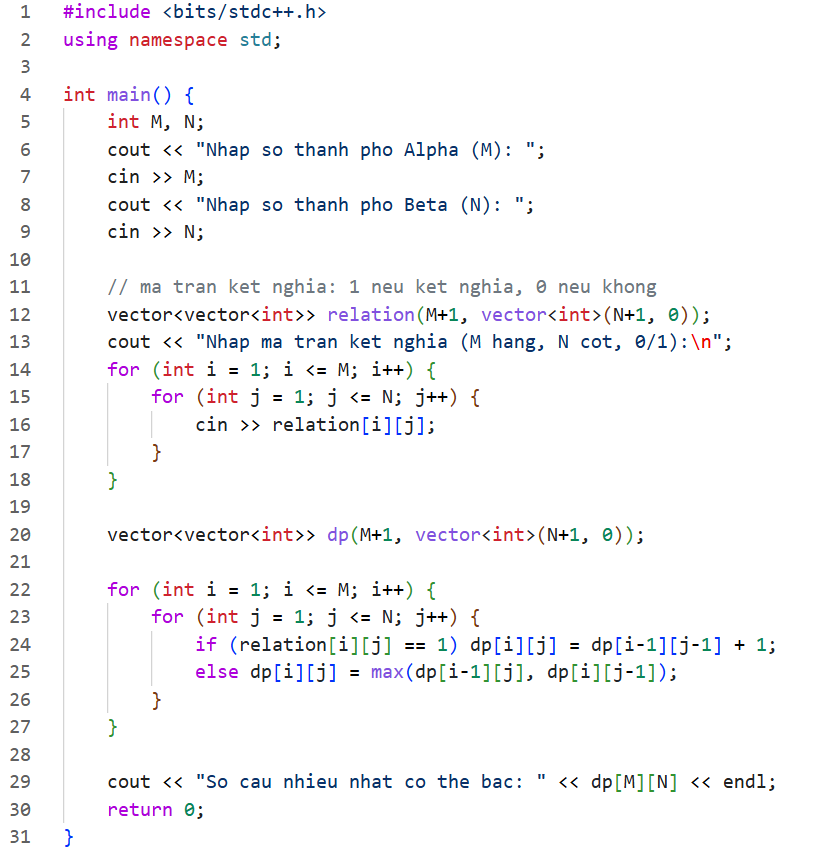 1 #include <bits/stdc++.h>
2 using namespace std;
3
4 int main() {
5     int M, N;
6     cout << "Nhap so thanh pho Alpha (M): ";
7     cin >> M;
8     cout << "Nhap so thanh pho Beta (N): ";
9     cin >> N;
10
11     // ma tran ket nghia: 1 neu ket nghia, 0 neu khong
12     vector<vector<int>> relation(M+1, vector<int>(N+1, 0));
13     cout << "Nhap ma tran ket nghia (M hang, N cot, 0/1):\n";
14     for (int i = 1; i <= M; i++) {
15         for (int j = 1; j <= N; j++) {
16             cin >> relation[i][j];
17         }
18     }
19
20     vector<vector<int>> dp(M+1, vector<int>(N+1, 0));
21
22     for (int i = 1; i <= M; i++) {
23         for (int j = 1; j <= N; j++) {
24             if (relation[i][j] == 1) dp[i][j] = dp[i-1][j-1] + 1;
25             else dp[i][j] = max(dp[i-1][j], dp[i][j-1]);
26         }
27     }
28
29     cout << "So cau nhieu nhat co the bac: " << dp[M][N] << endl;
30     return 0;
31 }